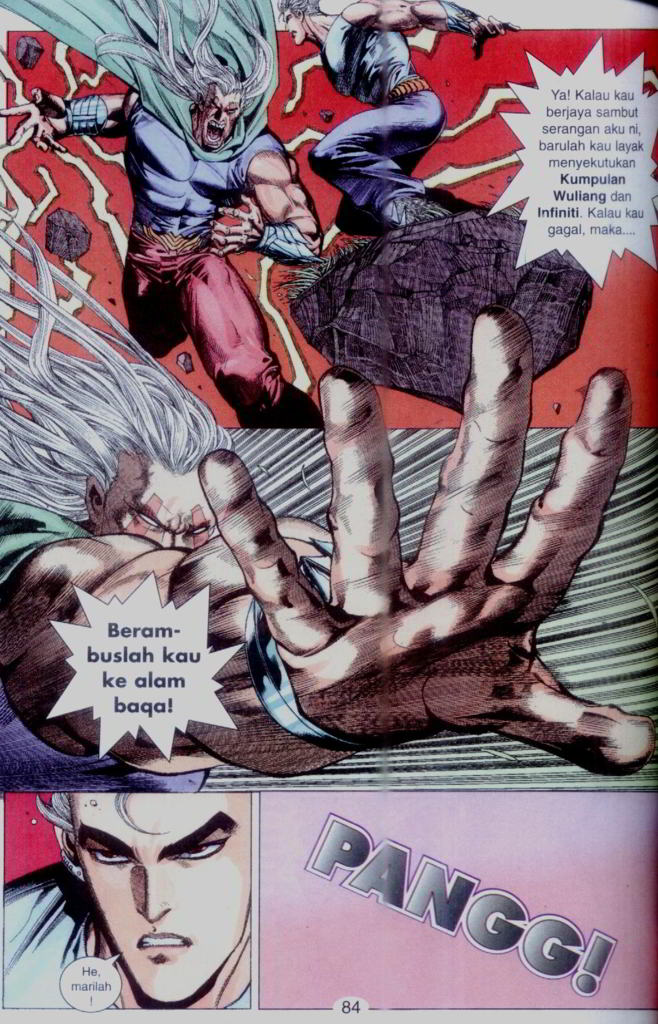 Ya! Kalau kau
berjaya sambut
serangan aku ni,
barulah kau layak
menyekutukan
Kumpulan
Wuliang dan
Infiniti. Kalau kau
gagal, maka....
Beram-
buslah kau
ke alam
baqa!
He,
marilah
!
PANGG!
84